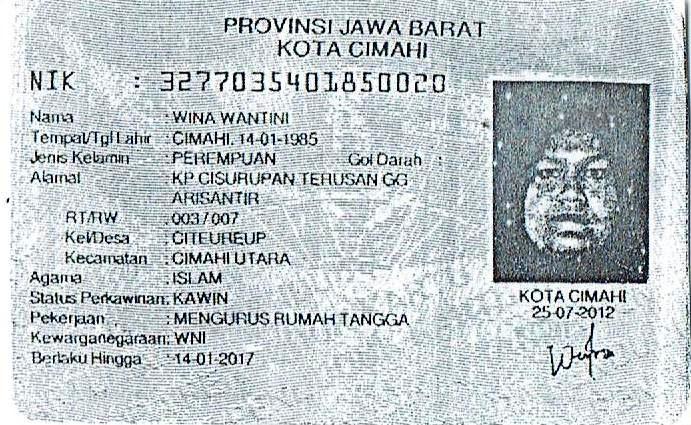 PROVINSI JAWA BARAT
KOTA CIMAHI
NIK : 3277035401850020
Nama : WINA WANTINI
Tempat/Tgl Lahir : CIMAHI, 14-01-1985
Jenis Kelamin : PEREMPUAN Gol Darah :
Alamat : KP CISURUPAN TERUSAN GG
ARISANTIR
RT/RW : 003/007
Kel/Desa : CITEUREUP
Kecamatan : CIMAHI UTARA
Agama : ISLAM
Status Perkawinan: KAWIN
Pekerjaan : MENGURUS RUMAH TANGGA
Kewarganegaraan: WNI
Berlaku Hingga : 14-01-2017
KOTA CIMAHI
25-07-2012